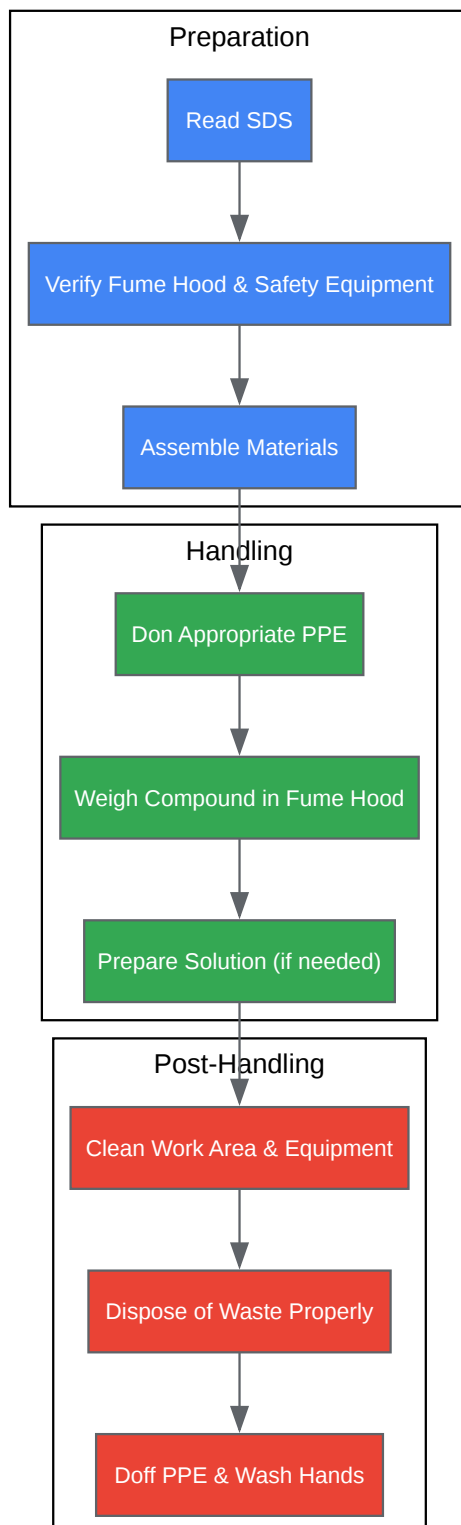 Preparation
Read SDS
Verify Fume Hood & Safety Equipment
Assemble Materials
Handling
Don Appropriate PPE
Weigh Compound in Fume Hood
Prepare Solution (if needed)
Post-Handling
Clean Work Area & Equipment
Dispose of Waste Properly
Doff PPE & Wash Hands